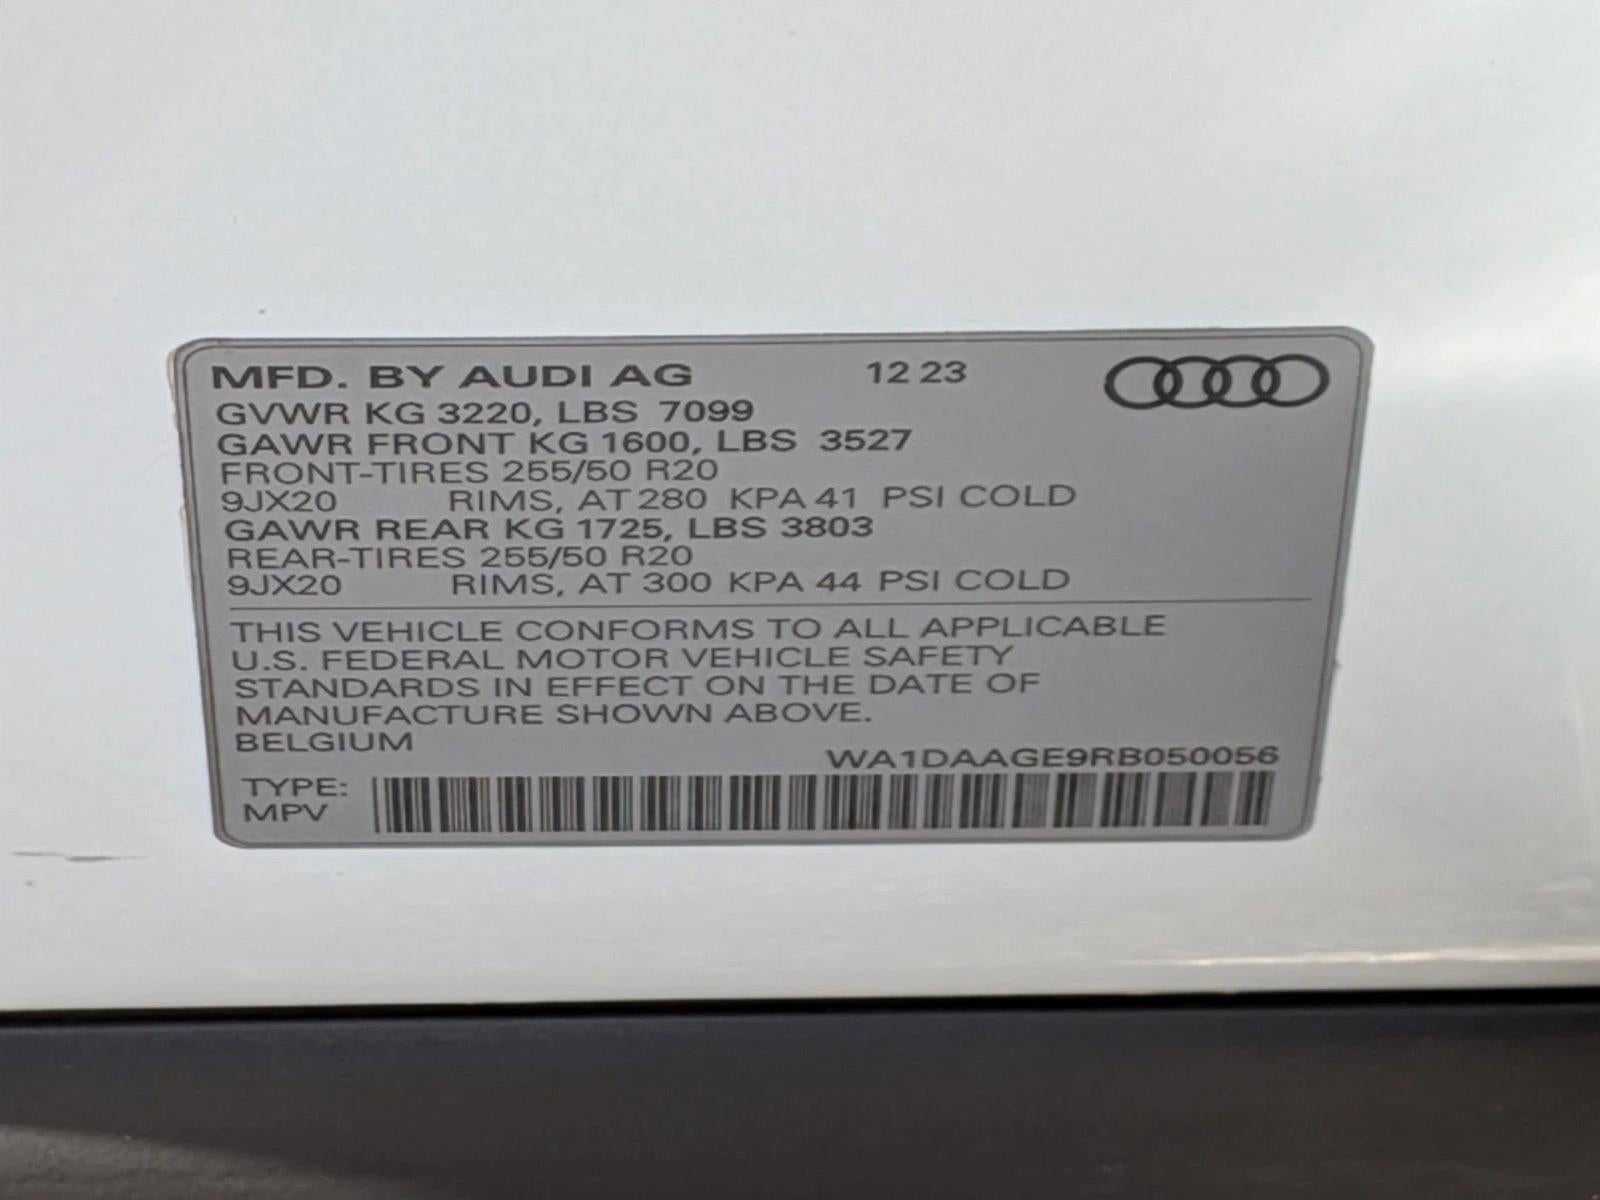 MFD. BY AUDI AG 12 23
GVWR KG 3220, LBS 7099
GAWR FRONT KG 1600, LBS 3527
FRONT-TIRES 255/50 R20
9JX20 RIMS, AT 280 KPA 41 PSI COLD
GAWR REAR KG 1725, LBS 3803
REAR-TIRES 255/50 R20
9JX20 RIMS, AT 300 KPA 44 PSI COLD
THIS VEHICLE CONFORMS TO ALL APPLICABLE
U.S. FEDERAL MOTOR VEHICLE SAFETY
STANDARDS IN EFFECT ON THE DATE OF
MANUFACTURE SHOWN ABOVE.
BELGIUM
WA1DAAGE9RB050056
TYPE:
MPV